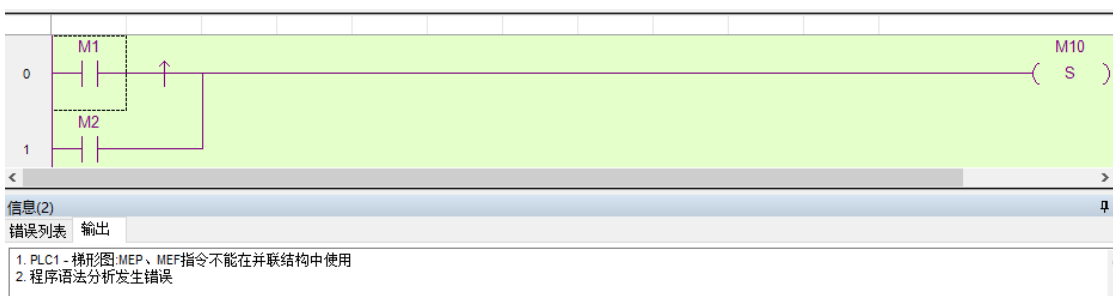 M1
M10
0
S
M2
1
信息(2)
错误列表 输出
1. PLC1 - 梯形图:MEP、MEF指令不能在并联结构中使用
2. 程序语法分析发生错误